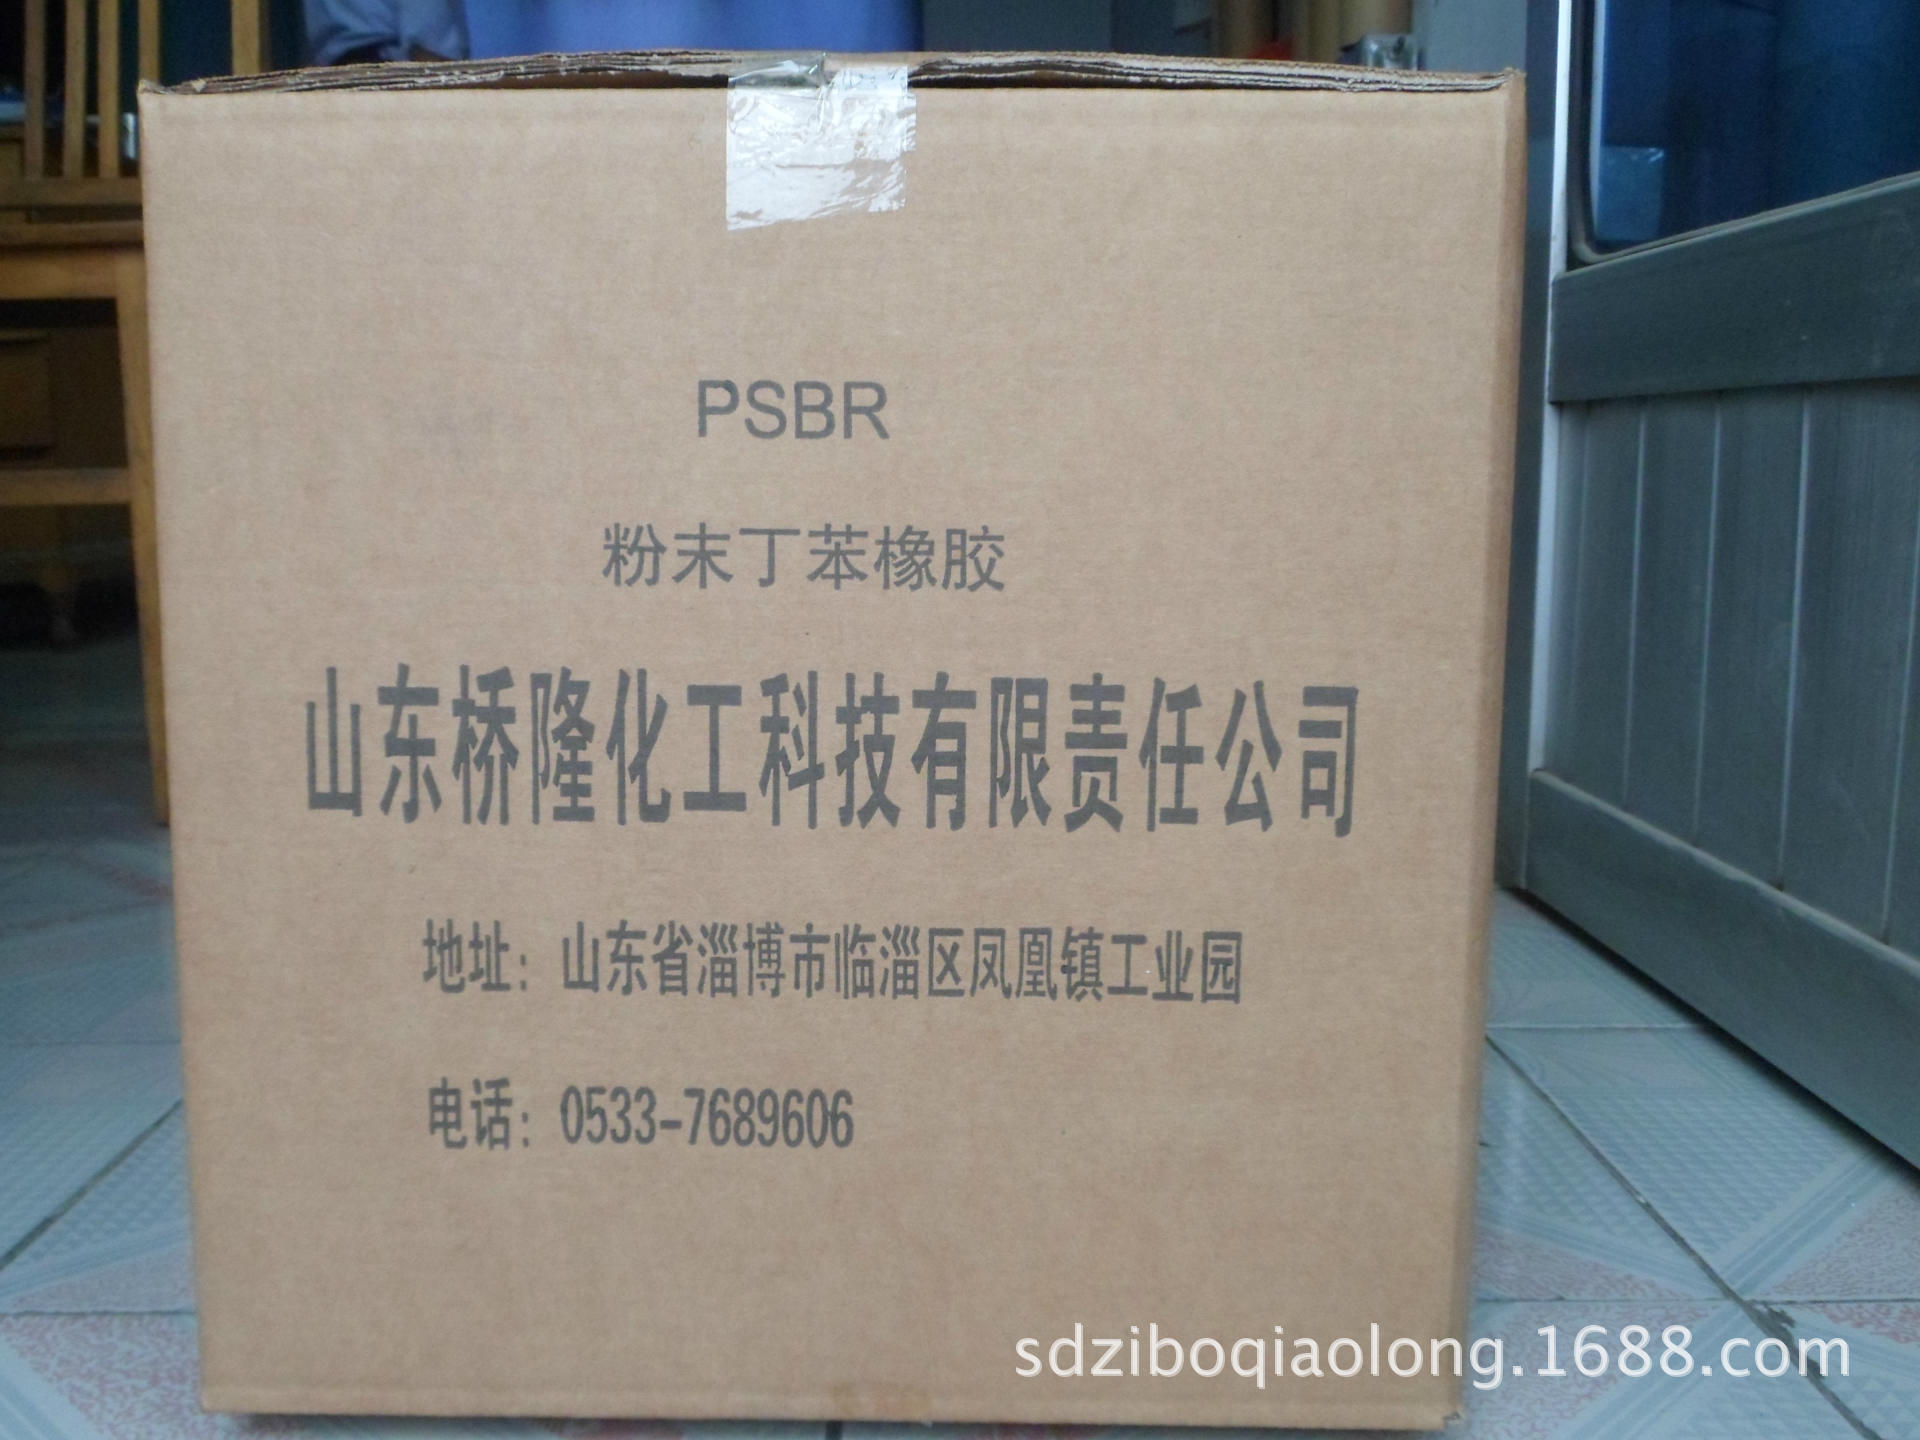 PSBR
粉末丁苯橡胶
山东桥隆化工科技有限责任公司
地址：山东省淄博市临淄区凤凰镇工业园
电话：0533-7689606
sdziboqiaolong.1688.com